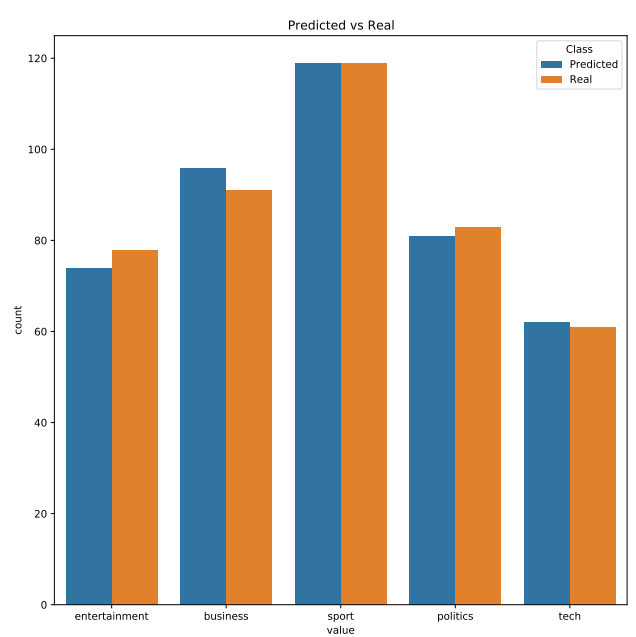 Predicted vs Real
Class
Predicted
Real
120
100
80
60
40
20
0
count
entertainment business sport politics tech
value